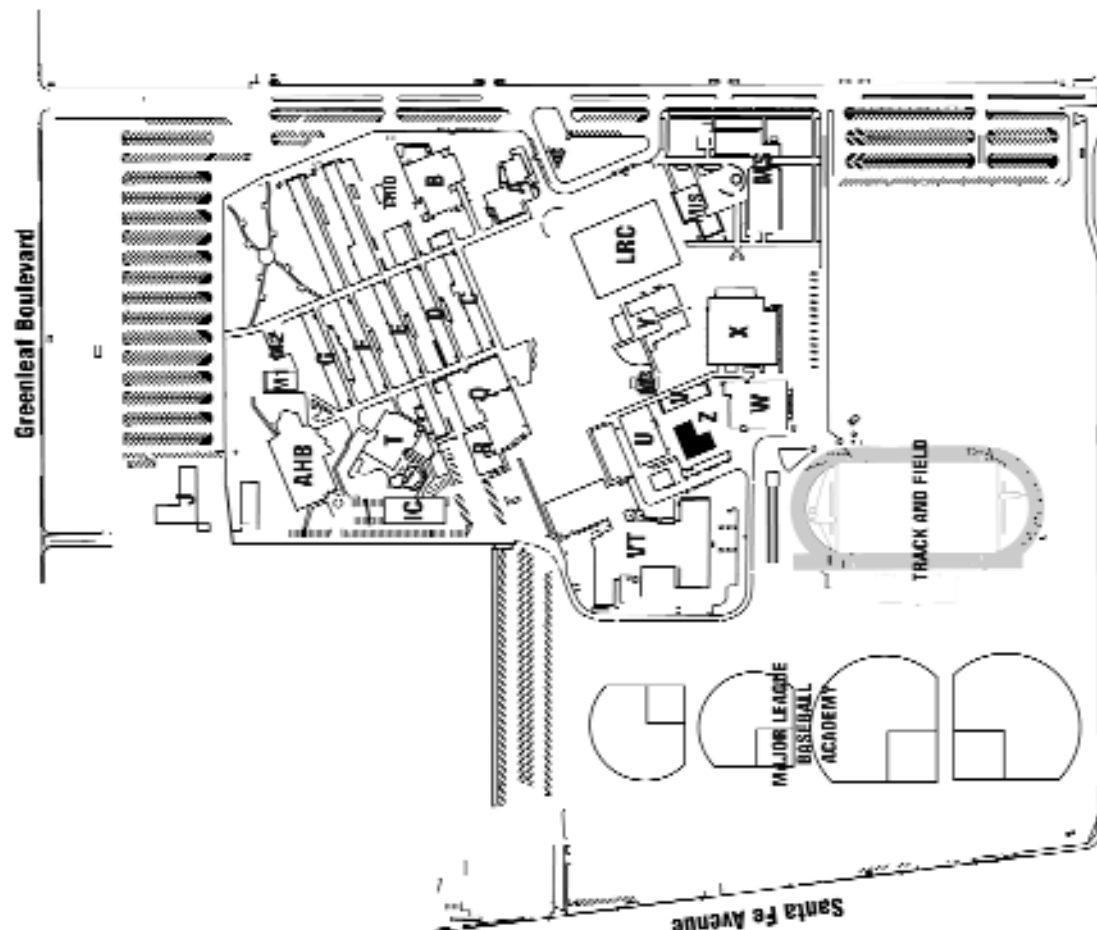 Greenleaf Boulevard
TRIO
B
MIS
MS
LRC
G
F
E
D
C
M2
M1
Y
X
Q
R
T
AHB
U
Z
W
J
IC
VT
TRACK AND FIELD
MAJOR LEAGUE
BASEBALL
ACADEMY
Santa Fe Avenue